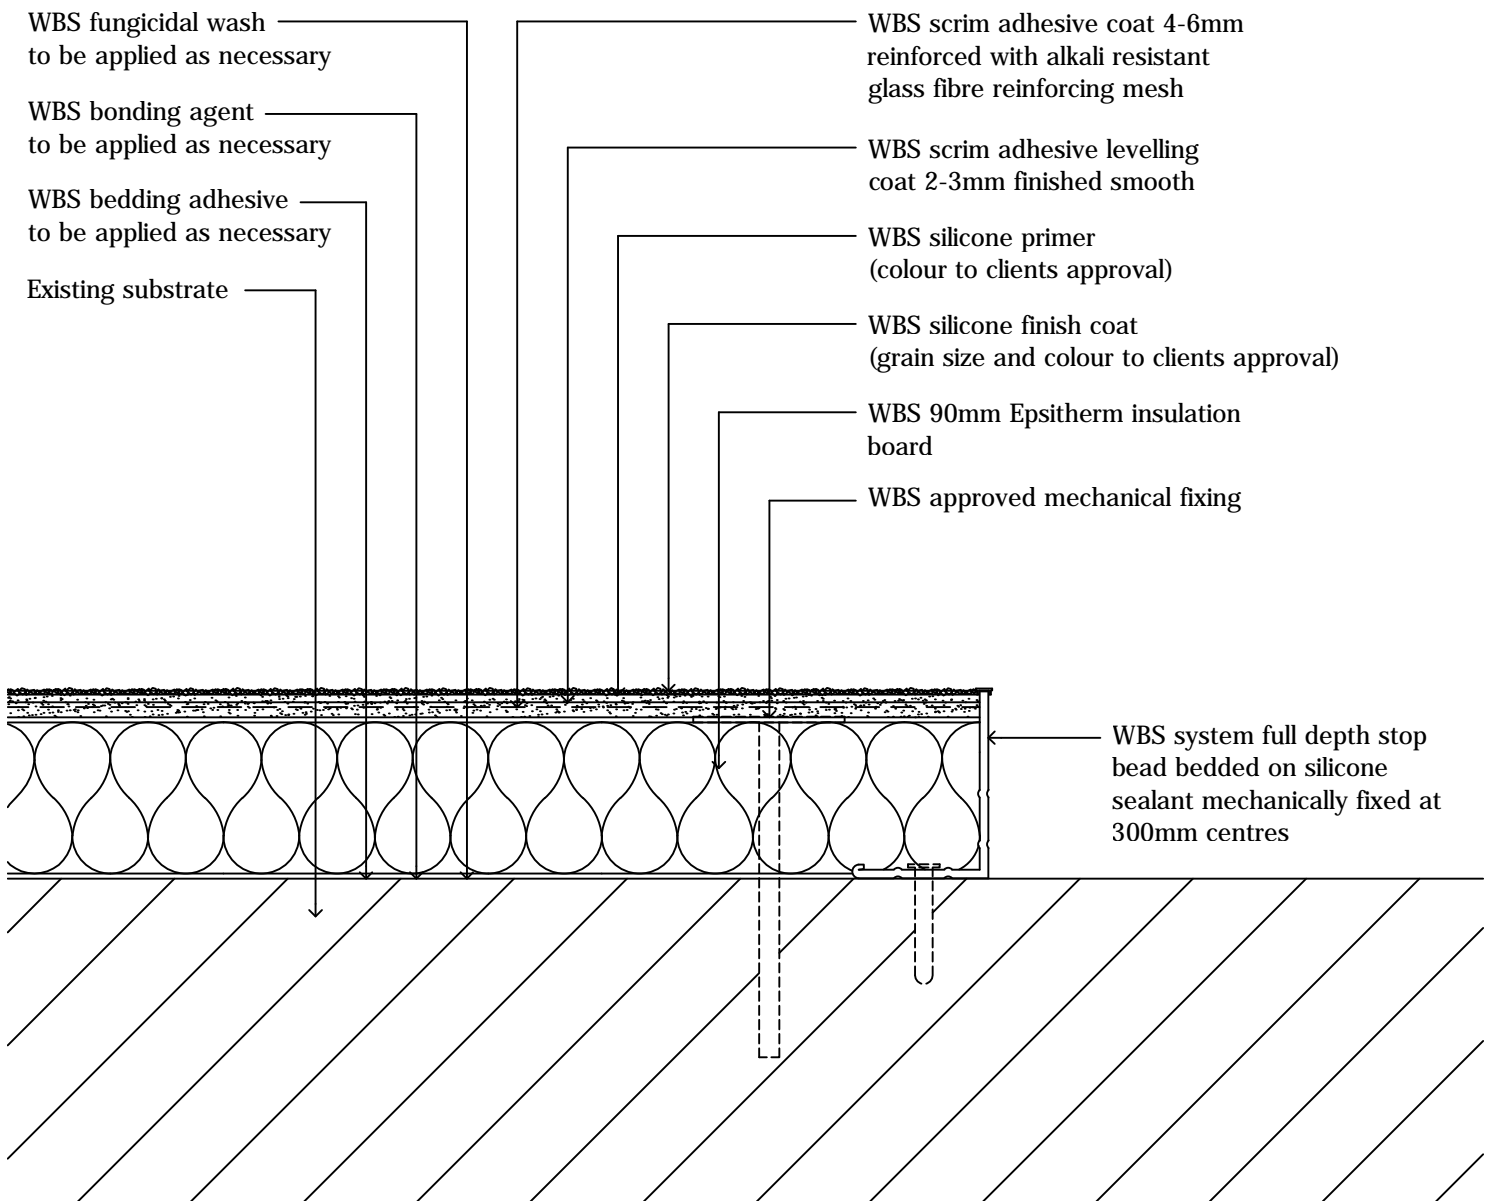 WBS fungicidal wash
to be applied as necessary
WBS bonding agent
to be applied as necessary
WBS bedding adhesive
to be applied as necessary
Existing substrate
WBS scrim adhesive coat 4-6mm
reinforced with alkali resistant
glass fibre reinforcing mesh
WBS scrim adhesive levelling
coat 2-3mm finished smooth
WBS silicone primer
(colour to clients approval)
WBS silicone finish coat
(grain size and colour to clients approval)
WBS 90mm Epsitherm insulation
board
WBS approved mechanical fixing
WBS system full depth stop
bead bedded on silicone
sealant mechanically fixed at
300mm centres